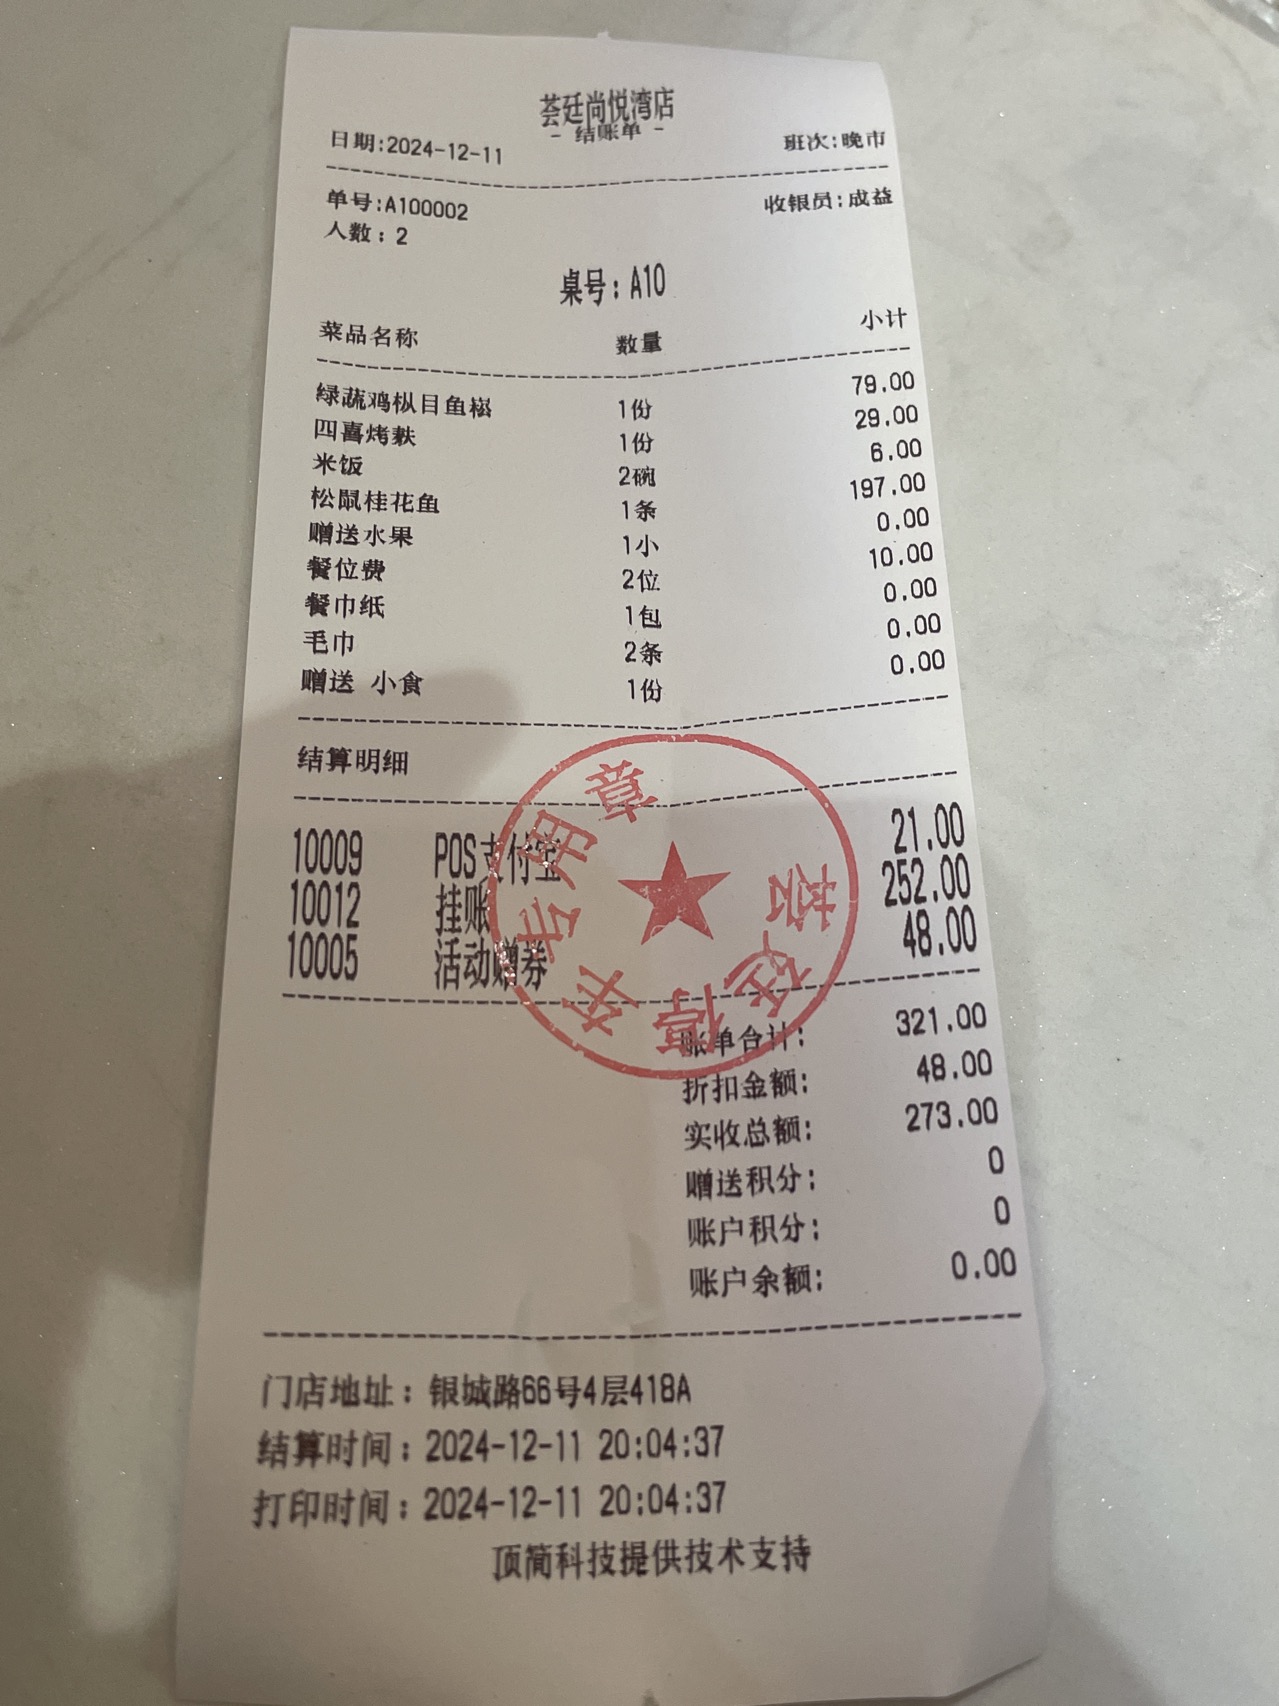 荟廷尚悦湾店
- 结账单 -
日期:2024-12-11 班次:晚市
单号:A100002 收银员:成益
人数：2
桌号：A10
菜品名称 数量 小计
绿蔬鸡枞目鱼崧 1份 79.00
四喜烤麸 1份 29.00
米饭 2碗 6.00
松鼠桂花鱼 1条 197.00
赠送水果 1小 0.00
餐位费 2位 10.00
餐巾纸 1包 0.00
毛巾 2条 0.00
赠送 小食 1份 0.00
结算明细
10009 POS支付宝 21.00
10012 挂账 252.00
10005 活动赠券 48.00
荟廷停车专用章
账单合计: 321.00
折扣金额: 48.00
实收总额: 273.00
赠送积分: 0
账户积分: 0
账户余额: 0.00
门店地址：银城路66号4层418A
结算时间：2024-12-11 20:04:37
打印时间：2024-12-11 20:04:37
顶简科技提供技术支持